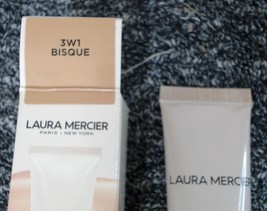 3W1
BISQUE
LAURA MERCIER
PARIS | NEW YORK
LAURA MERCIER